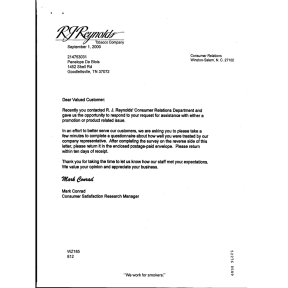 RJReynolds
Tobacco Company
September 1, 2000
Consumer Relations
Winston-Salem, N. C. 27102
214753031
Penelope De Blois
1452 Shell Rd
Goodlettsville, TN 37072
Dear Valued Customer:
Recently you contacted R. J. Reynolds' Consumer Relations Department and
gave us the opportunity to respond to your request for assistance with either a
promotion or product related issue.
In an effort to better serve our customers, we are asking you to please take a
few minutes to complete a questionnaire about how well you were treated by our
company representative. After completing the survey on the reverse side of this
letter, please return it in the enclosed postage-paid envelope. Please return
within ten days of receipt.
Thank you for taking the time to let us know how our staff met your expectations.
We value your opinion and appreciate your business.
Mark Conrad
Mark Conrad
Consumer Satisfaction Research Manager
812
"We work for smokers."